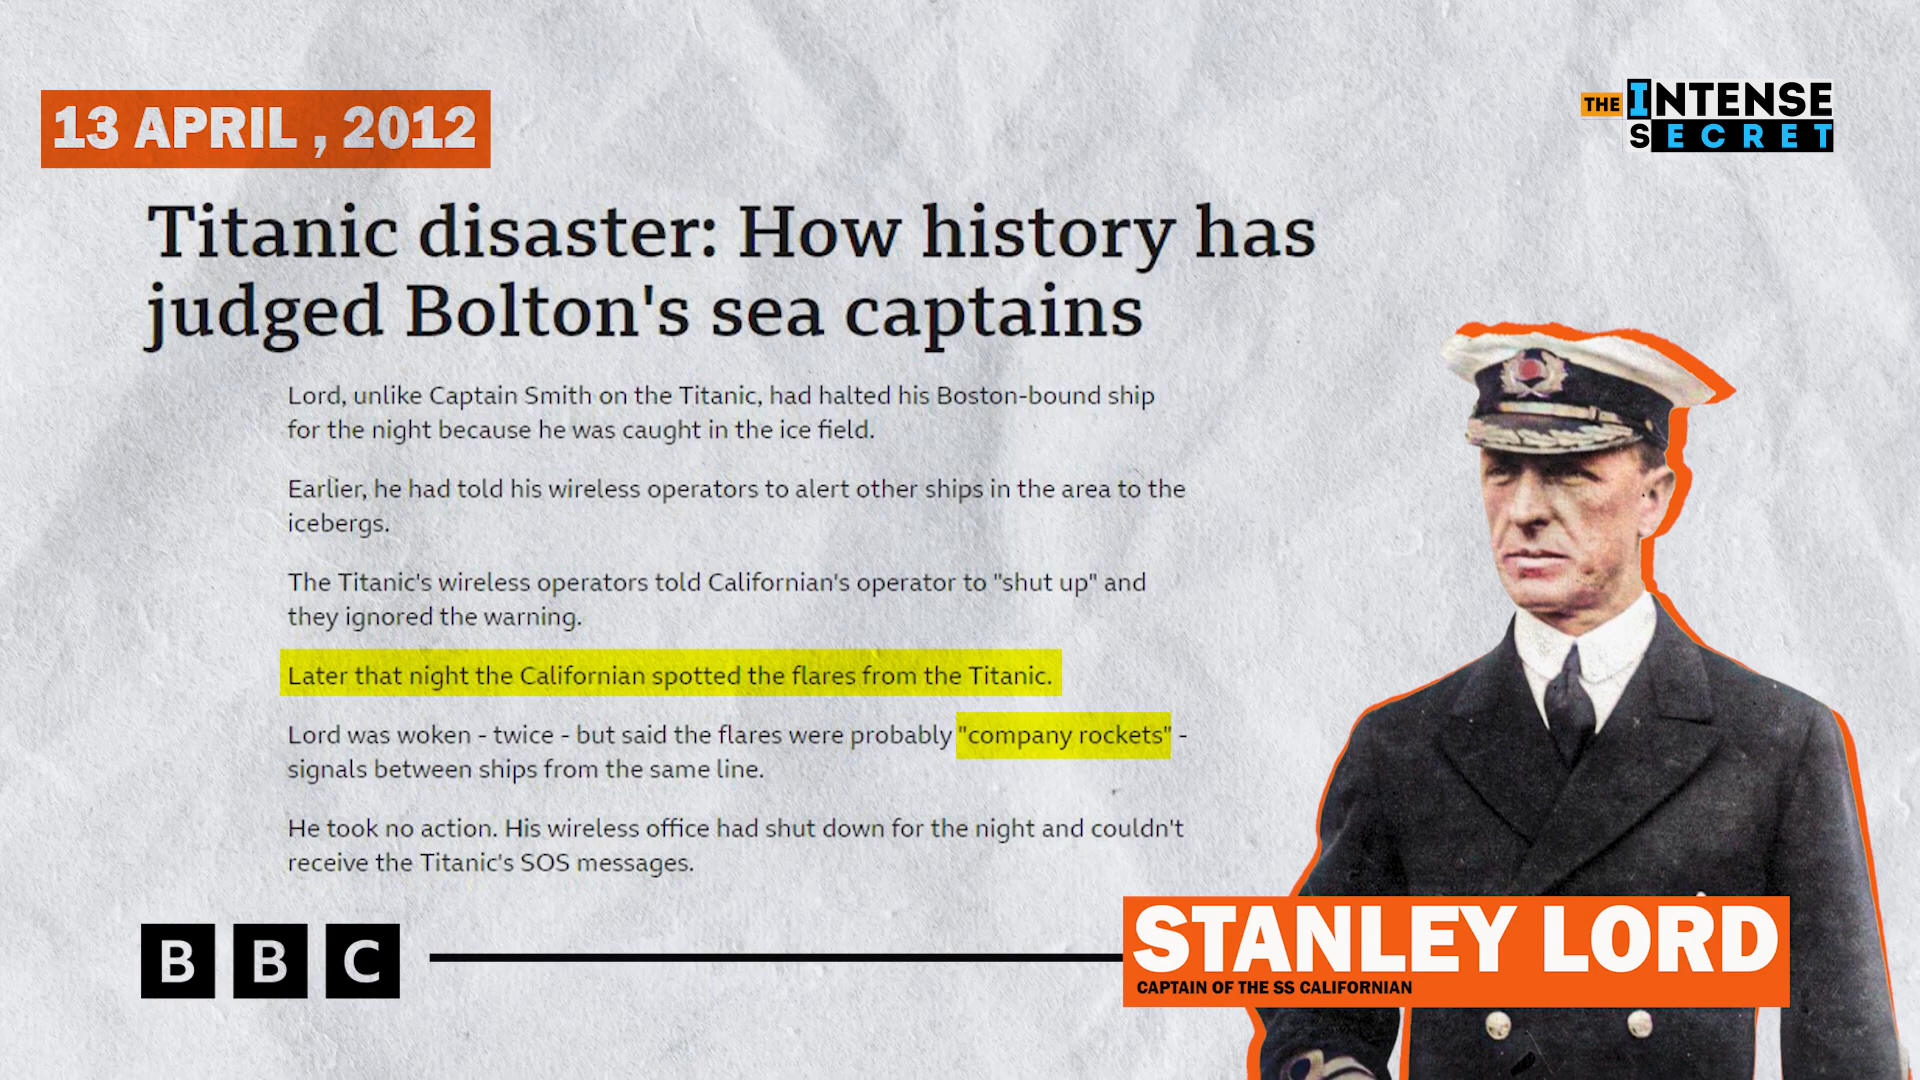 13 APRIL , 2012
THE INTENSE
SECRET
Titanic disaster: How history has
judged Bolton's sea captains
Lord, unlike Captain Smith on the Titanic, had halted his Boston-bound ship
for the night because he was caught in the ice field.
Earlier, he had told his wireless operators to alert other ships in the area to the
icebergs.
The Titanic's wireless operators told Californian's operator to "shut up" and
they ignored the warning.
Later that night the Californian spotted the flares from the Titanic.
Lord was woken - twice - but said the flares were probably "company rockets" -
signals between ships from the same line.
He took no action. His wireless office had shut down for the night and couldn't
receive the Titanic's SOS messages.
BBC
STANLEY LORD
CAPTAIN OF THE SS CALIFORNIAN